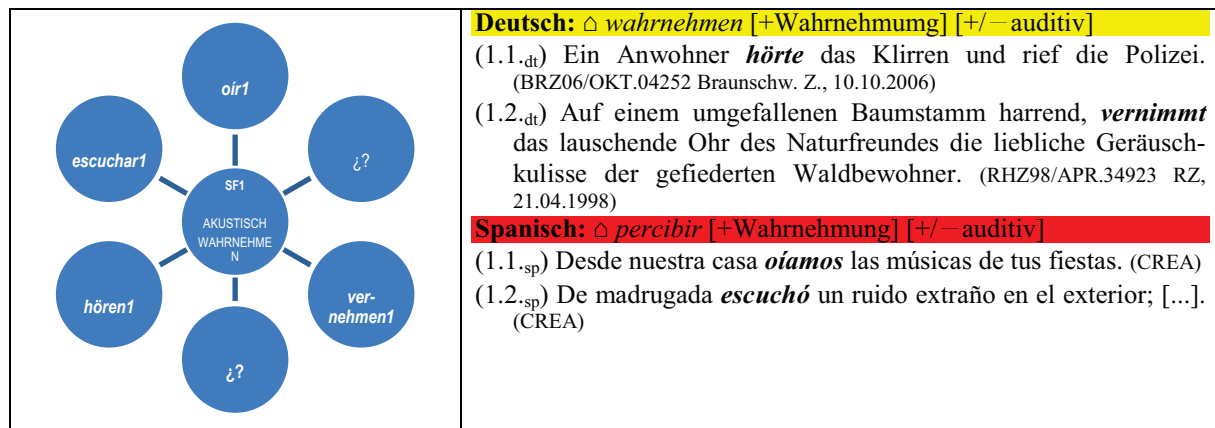 oír1
escuchar1
¿?
SF1
AKUSTISCH
WAHRNEHME
N
hören1
ver-
nehmen1
¿?
Deutsch: ⌂ wahrnehmen [+Wahrnehmumg] [+/−auditiv]
(1.1.dt) Ein Anwohner hörte das Klirren und rief die Polizei.
(BRZ06/OKT.04252 Braunschw. Z., 10.10.2006)
(1.2.dt) Auf einem umgefallenen Baumstamm harrend, vernimmt
das lauschende Ohr des Naturfreundes die liebliche Geräusch-
kulisse der gefiederten Waldbewohner. (RHZ98/APR.34923 RZ,
21.04.1998)
Spanisch: ⌂ percibir [+Wahrnehmung] [+/−auditiv]
(1.1.sp) Desde nuestra casa oíamos las músicas de tus fiestas. (CREA)
(1.2.sp) De madrugada escuchó un ruido extraño en el exterior; [...].
(CREA)